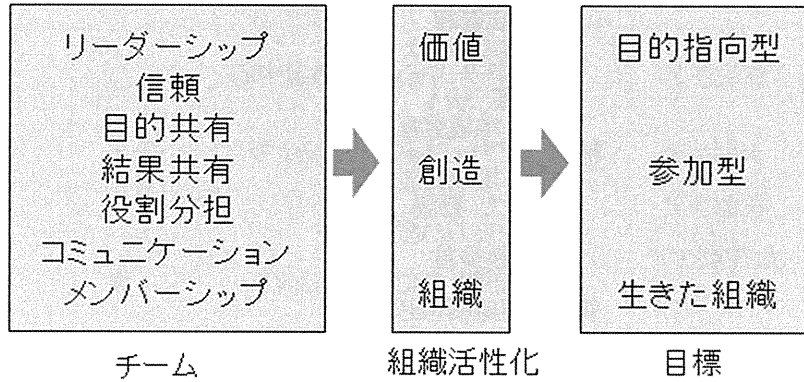 リーダーシップ
信頼
目的共有
結果共有
役割分担
コミュニケーション
メンバーシップ
チーム
価値
創造
組織
組織活性化
目的指向型
参加型
生きた組織
目標